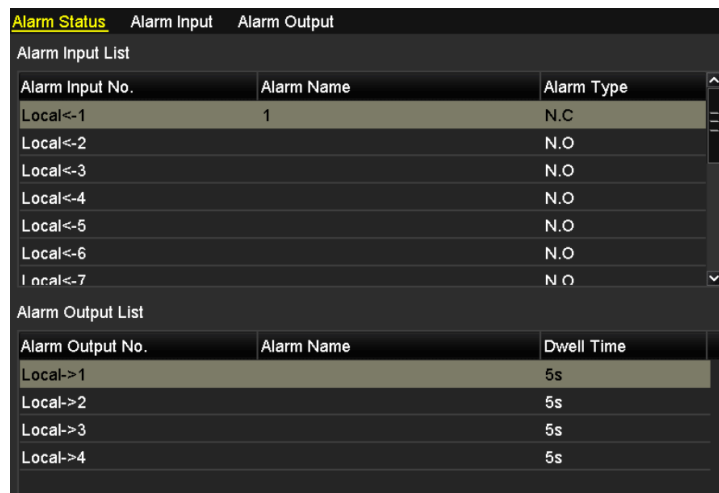 Alarm Status Alarm Input Alarm Output
Alarm Input List
Alarm Input No. Alarm Name Alarm Type
Local<-1 1 N.C
Local<-2 N.O
Local<-3 N.O
Local<-4 N.O
Local<-5 N.O
Local<-6 N.O
Local<-7 N.O
Alarm Output List
Alarm Output No. Alarm Name Dwell Time
Local->1 5s
Local->2 5s
Local->3 5s
Local->4 5s